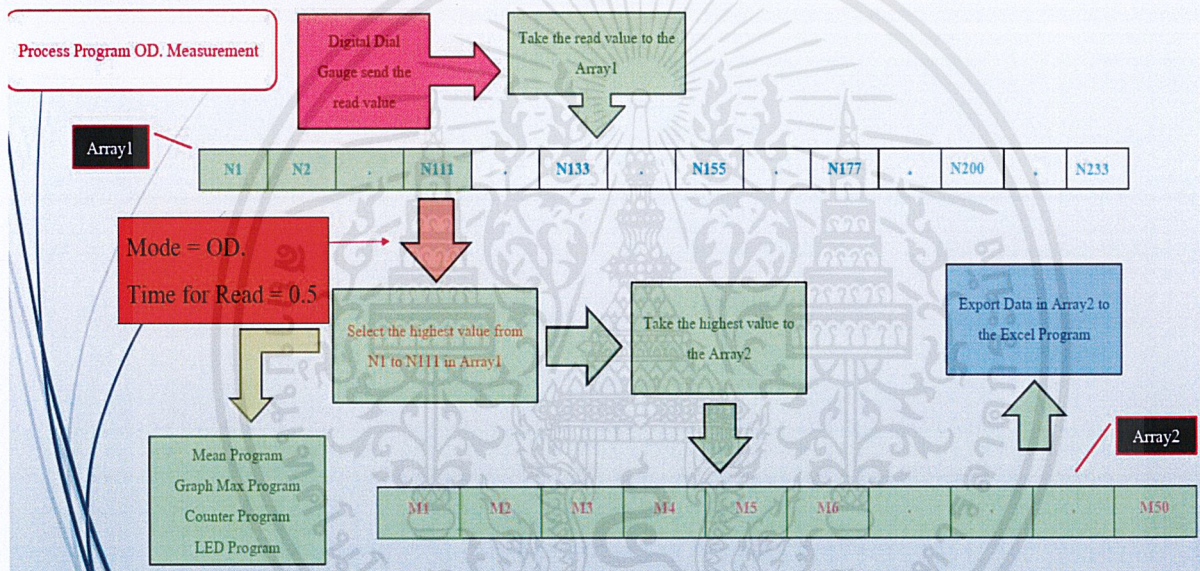 Process Program OD. Measurement
Digital Dial
Gauge send the
read value
Take the read value to the
Array1
Array1
N1 N2 . N111 . N133 . N155 . N177 . N200 . N233
Mode = OD.
Time for Read = 0.5
Select the highest value from
N1 to N111 in Array1
Take the highest value to
the Array2
Export Data in Array2 to
the Excel Program
Mean Program
Graph Max Program
Counter Program
LED Program
Array2
M1 M2 M3 M4 M5 M6 . . . M50